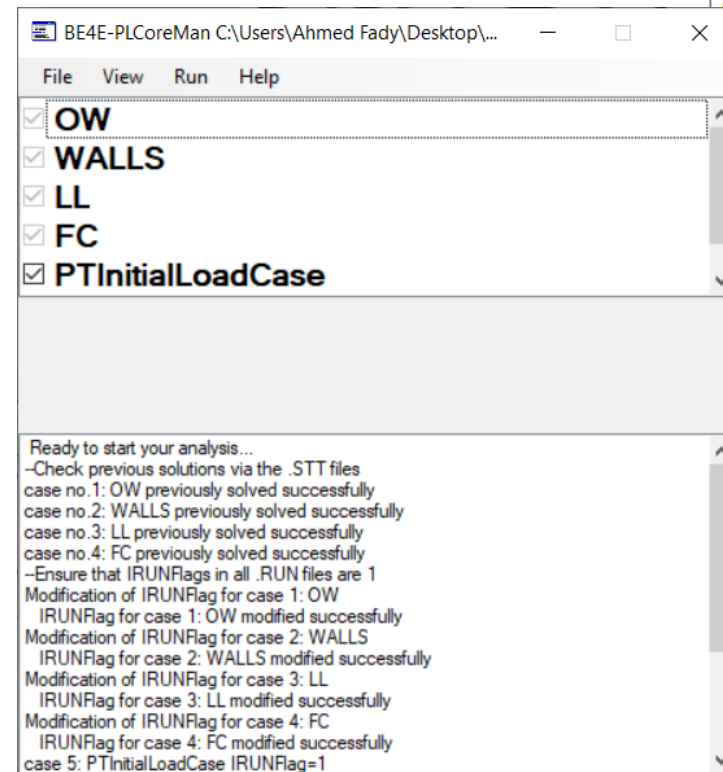 BE4E-PLCoreMan C:\Users\Ahmed Fady\Desktop\...
File View Run Help
OW
WALLS
LL
FC
PTInitialLoadCase
Ready to start your analysis...
--Check previous solutions via the .STT files
case no.1: OW previously solved successfully
case no.2: WALLS previously solved successfully
case no.3: LL previously solved successfully
case no.4: FC previously solved successfully
--Ensure that IRUNFlags in all .RUN files are 1
Modification of IRUNFlag for case 1: OW
IRUNFlag for case 1: OW modified successfully
Modification of IRUNFlag for case 2: WALLS
IRUNFlag for case 2: WALLS modified successfully
Modification of IRUNFlag for case 3: LL
IRUNFlag for case 3: LL modified successfully
Modification of IRUNFlag for case 4: FC
IRUNFlag for case 4: FC modified successfully
case 5: PTInitialLoadCase IRUNFlag=1